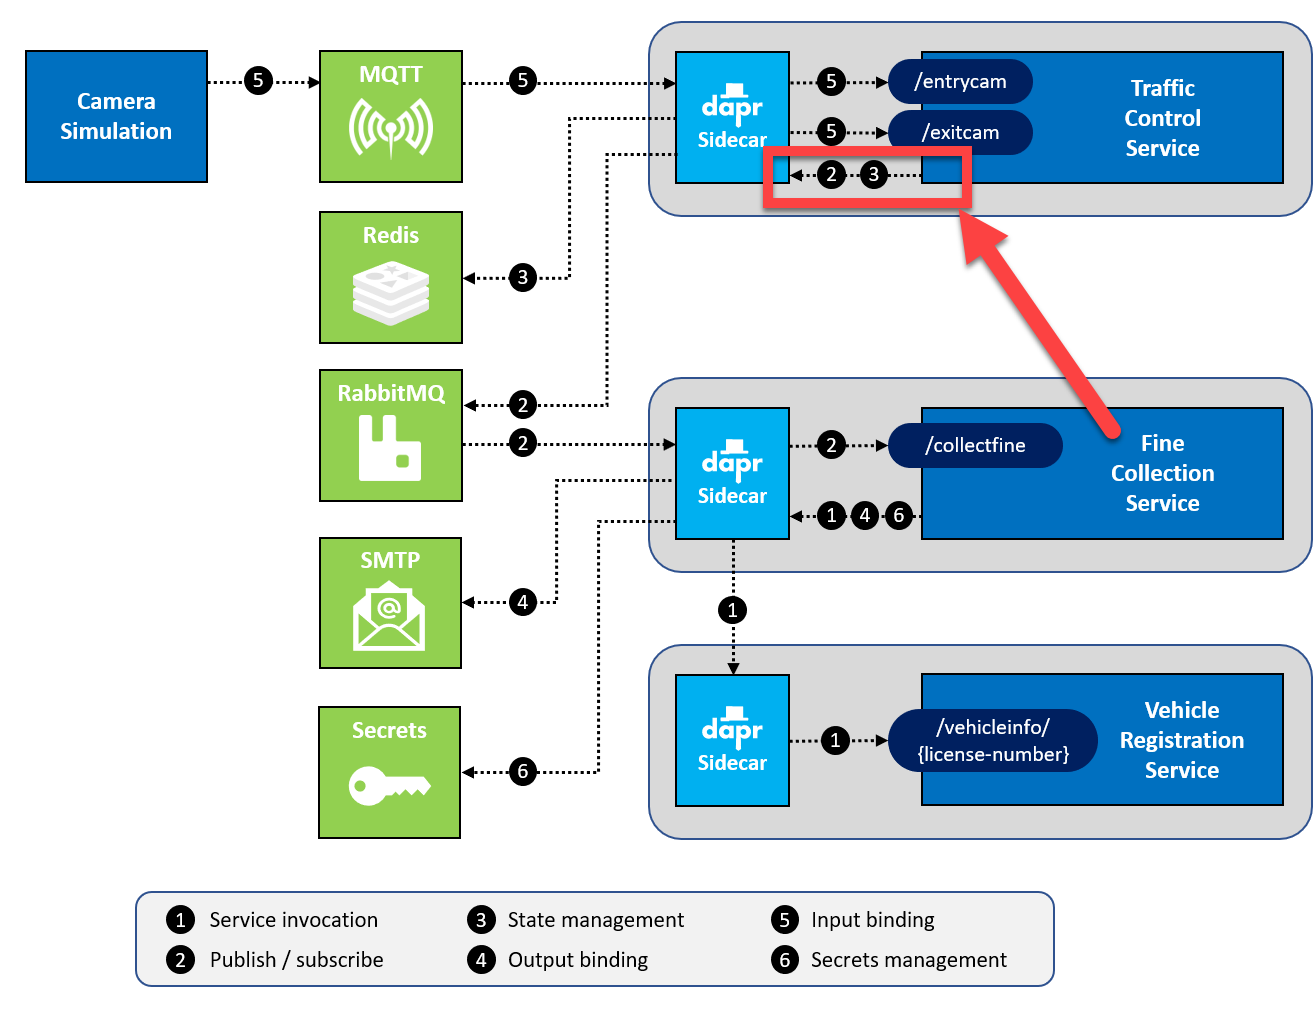 Camera
Simulation
5
MQTT
5
dapr
Sidecar
5
/entrycam
5
/exitcam
2 3
Traffic
Control
Service
Redis
3
RabbitMQ
2
2
dapr
Sidecar
2
/collectfine
1 4 6
Fine
Collection
Service
SMTP
4
1
Secrets
6
dapr
Sidecar
1
/vehicleinfo/
{license-number}
Vehicle
Registration
Service
1 Service invocation
2 Publish / subscribe
3 State management
4 Output binding
5 Input binding
6 Secrets management